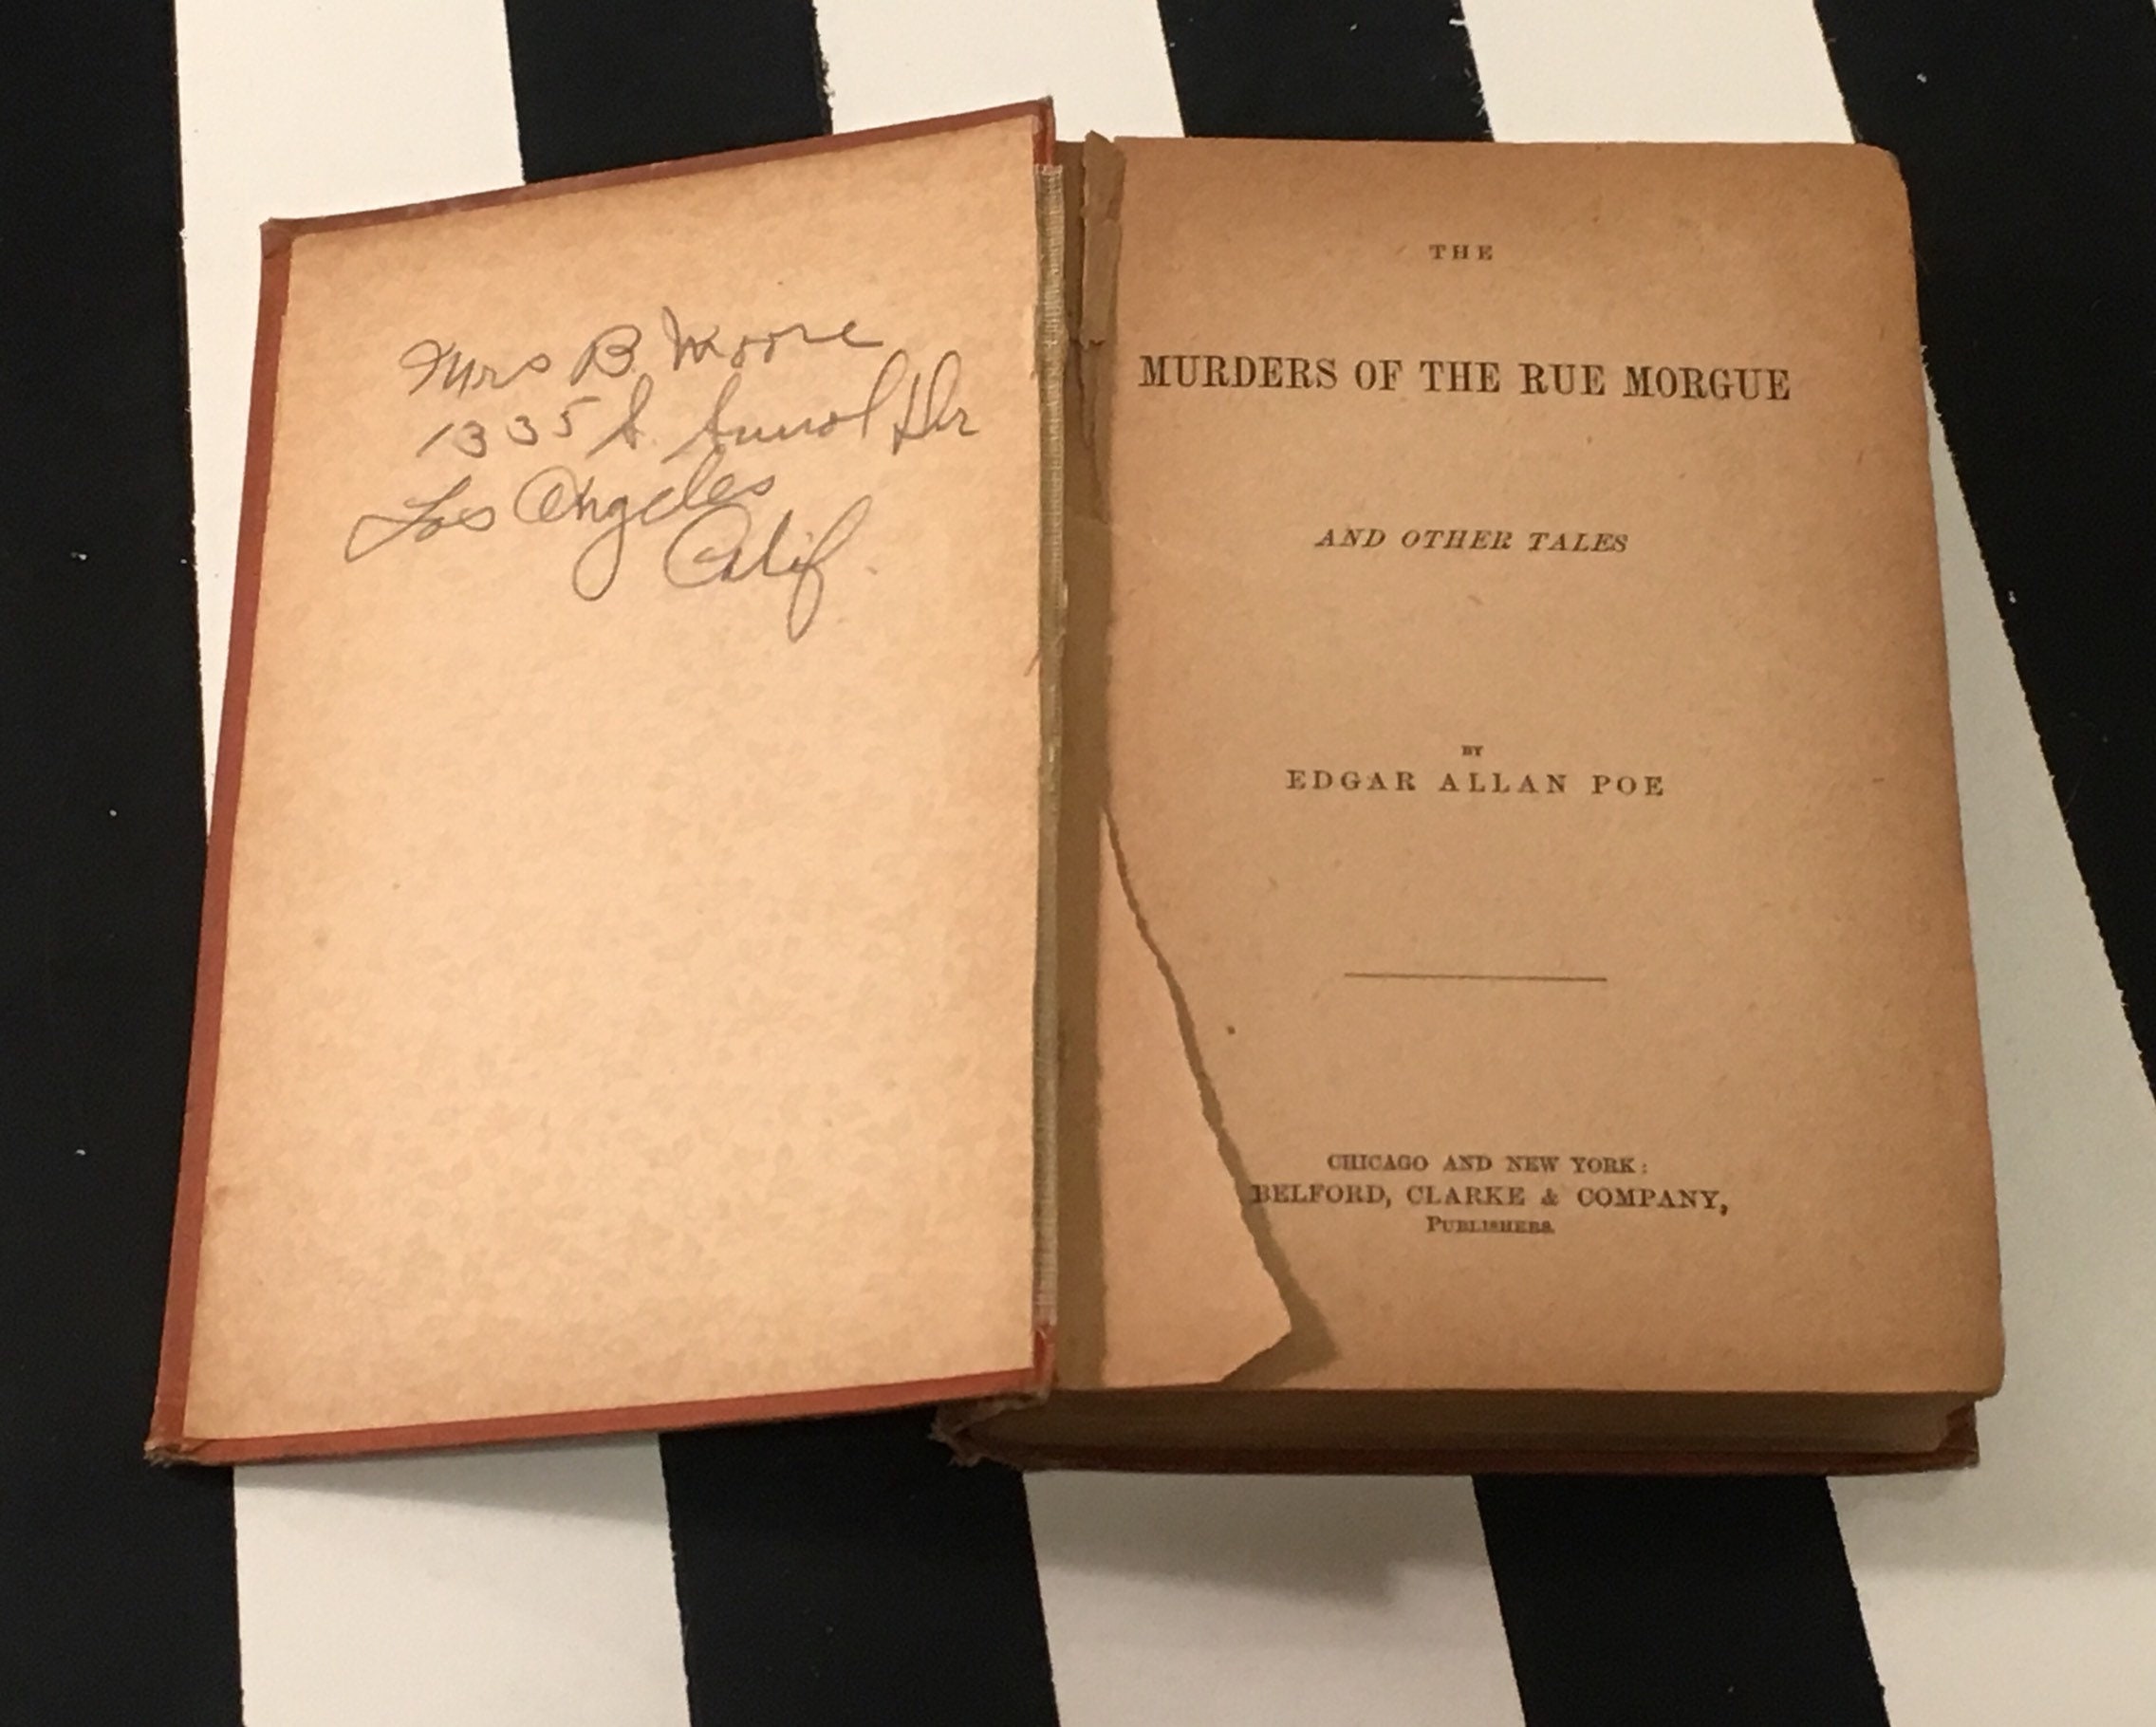 Mrs B. Moore
1335 S. Sunol Dr
Los Angeles
Calif.
THE
MURDERS OF THE RUE MORGUE
AND OTHER TALES
BY
EDGAR ALLAN POE
CHICAGO AND NEW YORK:
BELFORD, CLARKE & COMPANY,
PUBLISHERS.